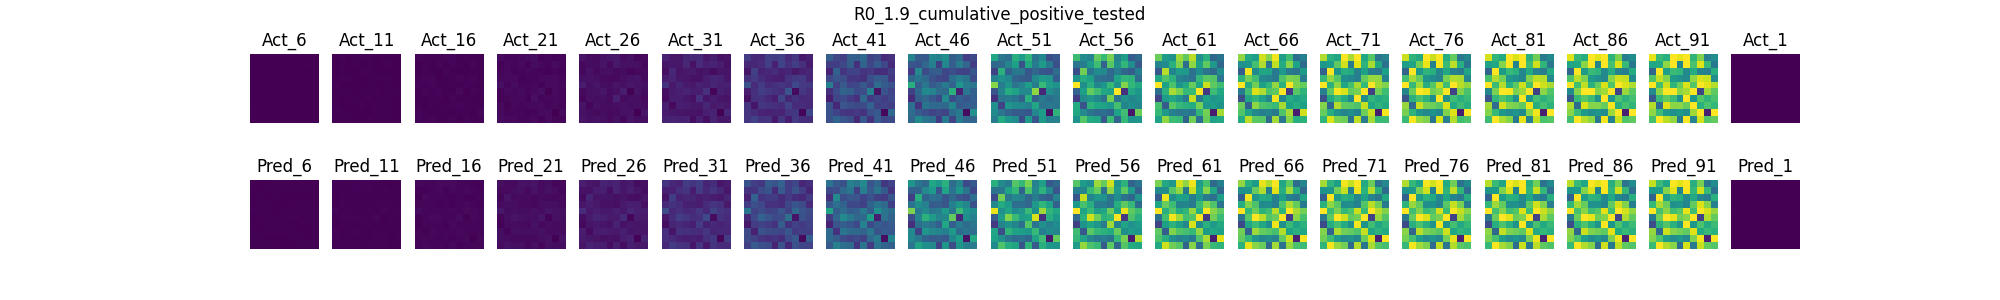 R0_1.9_cumulative_positive_tested
Act_6 Act_11 Act_16 Act_21 Act_26 Act_31 Act_36 Act_41 Act_46 Act_51 Act_56 Act_61 Act_66 Act_71 Act_76 Act_81 Act_86 Act_91 Act_1
Pred_6 Pred_11 Pred_16 Pred_21 Pred_26 Pred_31 Pred_36 Pred_41 Pred_46 Pred_51 Pred_56 Pred_61 Pred_66 Pred_71 Pred_76 Pred_81 Pred_86 Pred_91 Pred_1